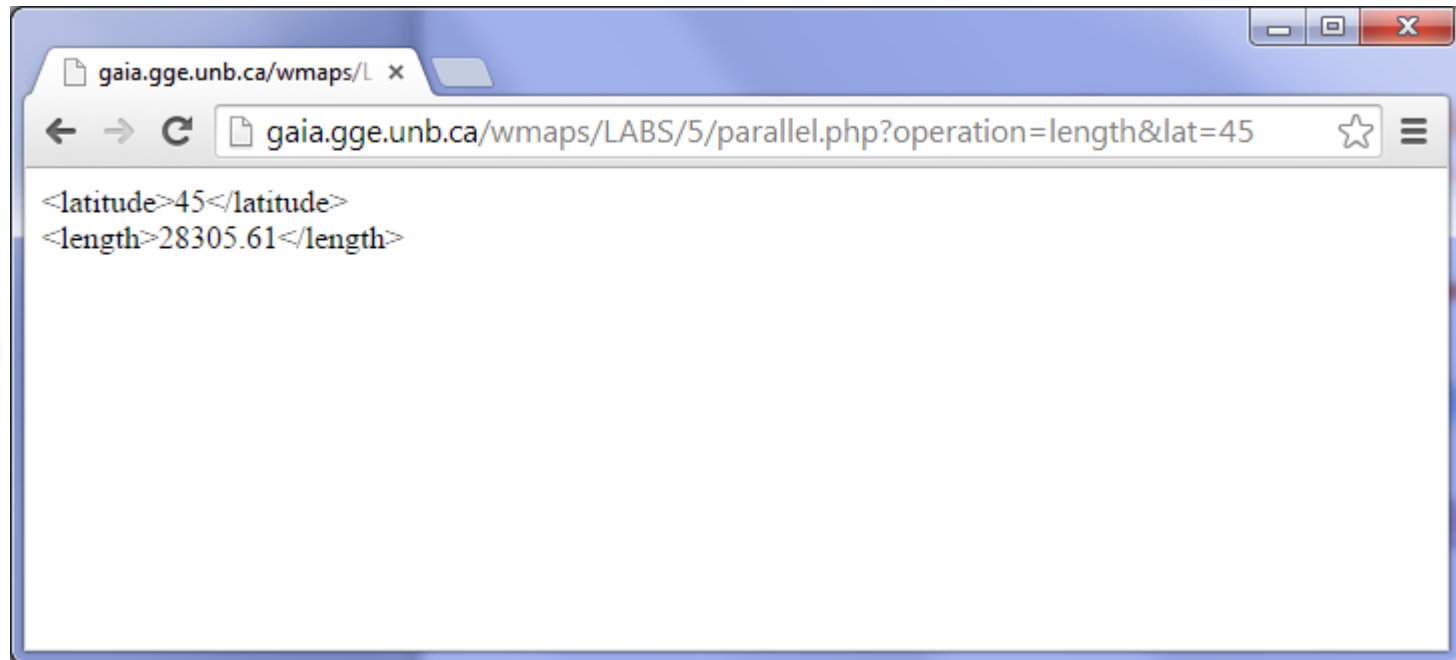 gaia.gge.unb.ca/wmaps/L
gaia.gge.unb.ca/wmaps/LABS/5/parallel.php?operation=length&lat=45
<latitude>45</latitude>
<length>28305.61</length>